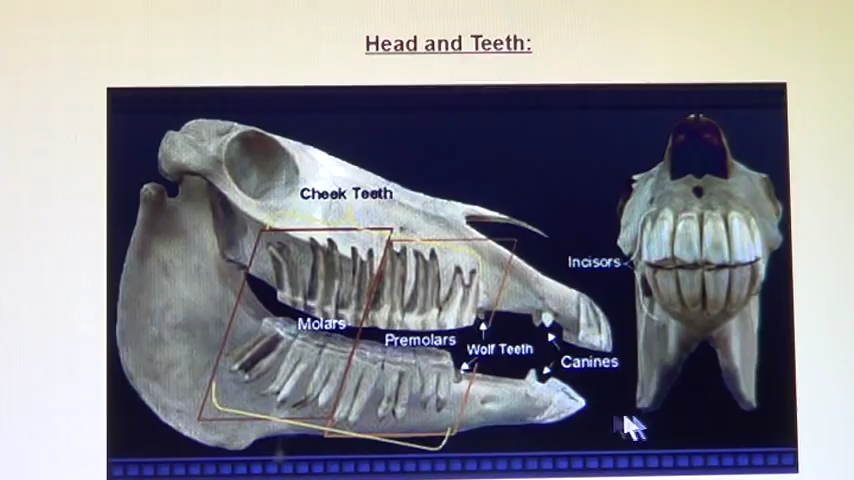 Head and Teeth:
Cheek Teeth
Incisors
Molars
Premolars
Wolf Teeth
Canines